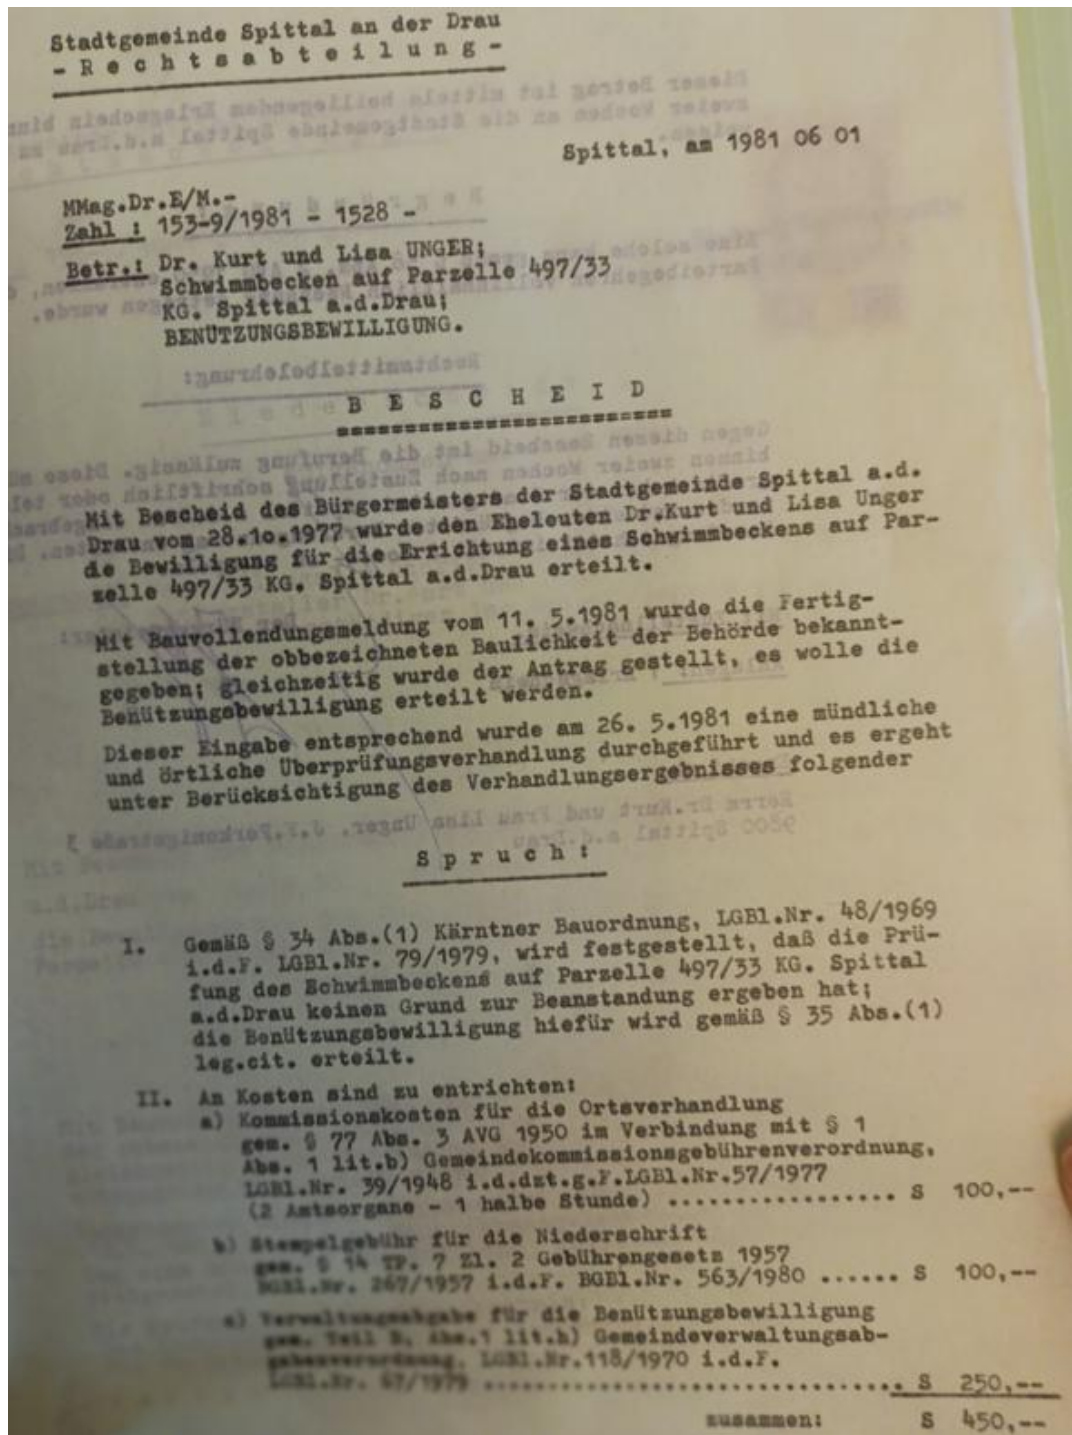 Stadtgemeinde Spittal an der Drau
- R e c h t s a b t e i l u n g -
Spittal, am 1981 06 01
MMag.Dr.E/M.-
Zahl : 153-9/1981 - 1528 -
Betr.: Dr. Kurt und Lisa UNGER;
Schwimmbecken auf Parzelle 497/33
KG. Spittal a.d.Drau;
BENÜTZUNGSBEWILLIGUNG.
B E S C H E I D
========================
Mit Bescheid des Bürgermeisters der Stadtgemeinde Spittal a.d.
Drau vom 28.1o.1977 wurde den Eheleuten Dr.Kurt und Lisa Unger
de Bewilligung für die Errichtung eines Schwimmbeckens auf Par-
zelle 497/33 KG. Spittal a.d.Drau erteilt.
Mit Bauvollendungsmeldung vom 11. 5.1981 wurde die Fertig-
stellung der obbezeichneten Baulichkeit der Behörde bekannt-
gegeben; gleichzeitig wurde der Antrag gestellt, es wolle die
Benützungsbewilligung erteilt werden.
Dieser Eingabe entsprechend wurde am 26. 5.1981 eine mündliche
und örtliche Überprüfungsverhandlung durchgeführt und es ergeht
unter Berücksichtigung des Verhandlungsergebnisses folgender
S p r u c h :
I. Gemäß § 34 Abs.(1) Kärntner Bauordnung, LGBl.Nr. 48/1969
i.d.F. LGBl.Nr. 79/1979, wird festgestellt, daß die Prü-
fung des Schwimmbeckens auf Parzelle 497/33 KG. Spittal
a.d.Drau keinen Grund zur Beanstandung ergeben hat;
die Benützungsbewilligung hiefür wird gemäß § 35 Abs.(1)
leg.cit. erteilt.
II. An Kosten sind zu entrichten:
a) Kommissionskosten für die Ortsverhandlung
gem. § 77 Abs. 3 AVG 1950 im Verbindung mit § 1
Abs. 1 lit.b) Gemeindekommissionsgebührenverordnung,
LGBl.Nr. 39/1948 i.d.dzt.g.F.LGBl.Nr.57/1977
(2 Amtsorgane - 1 halbe Stunde) ................. S 100,--
b) Stempelgebühr für die Niederschrift
gem. § 14 TP. 7 Zl. 2 Gebührengesetz 1957
BGBl.Nr. 267/1957 i.d.F. BGBl.Nr. 563/1980 ...... S 100,--
c) Verwaltungsabgabe für die Benützungsbewilligung
gem. Teil B, Abs.1 lit.h) Gemeindeverwaltungsab-
gabenverordnung, LGBl.Nr.118/1970 i.d.F.
LGBl.Nr. 67/1979 ................................ S 250,--
zusammen: S 450,--